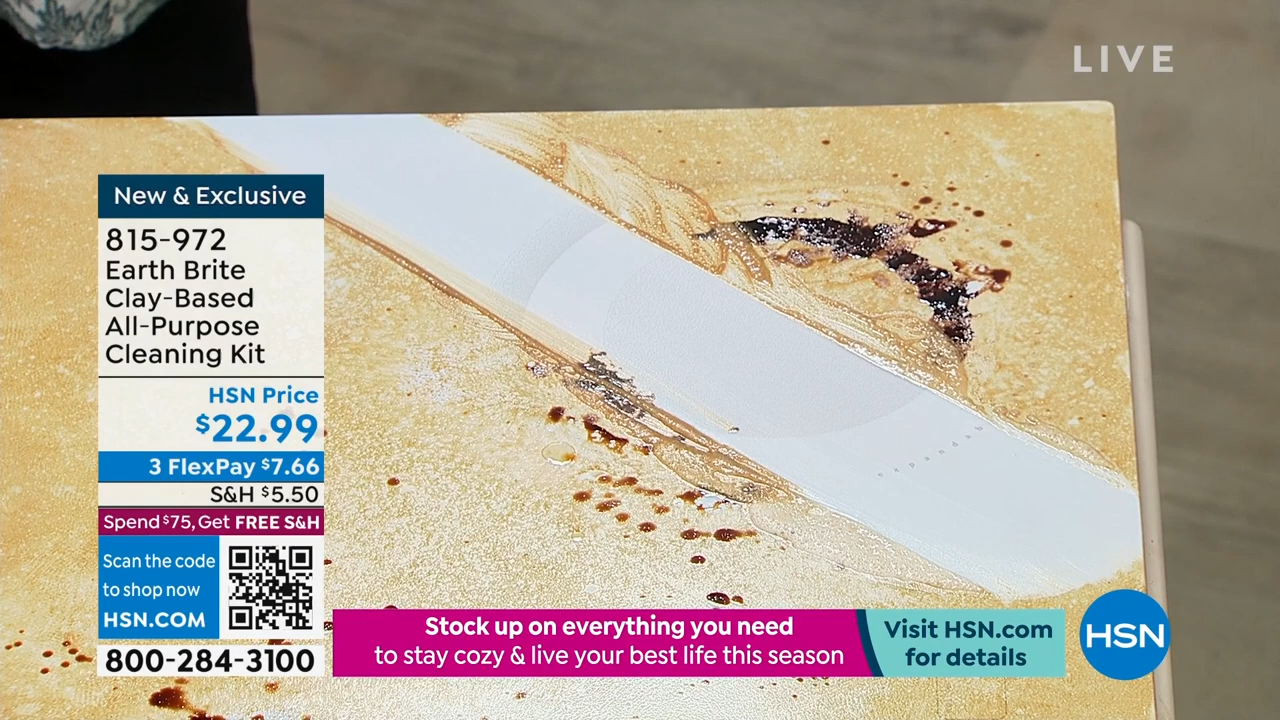 LIVE
New & Exclusive
815-972
Earth Brite
Clay-Based
All-Purpose
Cleaning Kit
HSN Price
$22.99
3 FlexPay $7.66
S&H $5.50
Spend $75, Get FREE S&H
Scan the code
to shop now
HSN.COM
800-284-3100
Stock up on everything you need
to stay cozy & live your best life this season
Visit HSN.com
for details
HSN